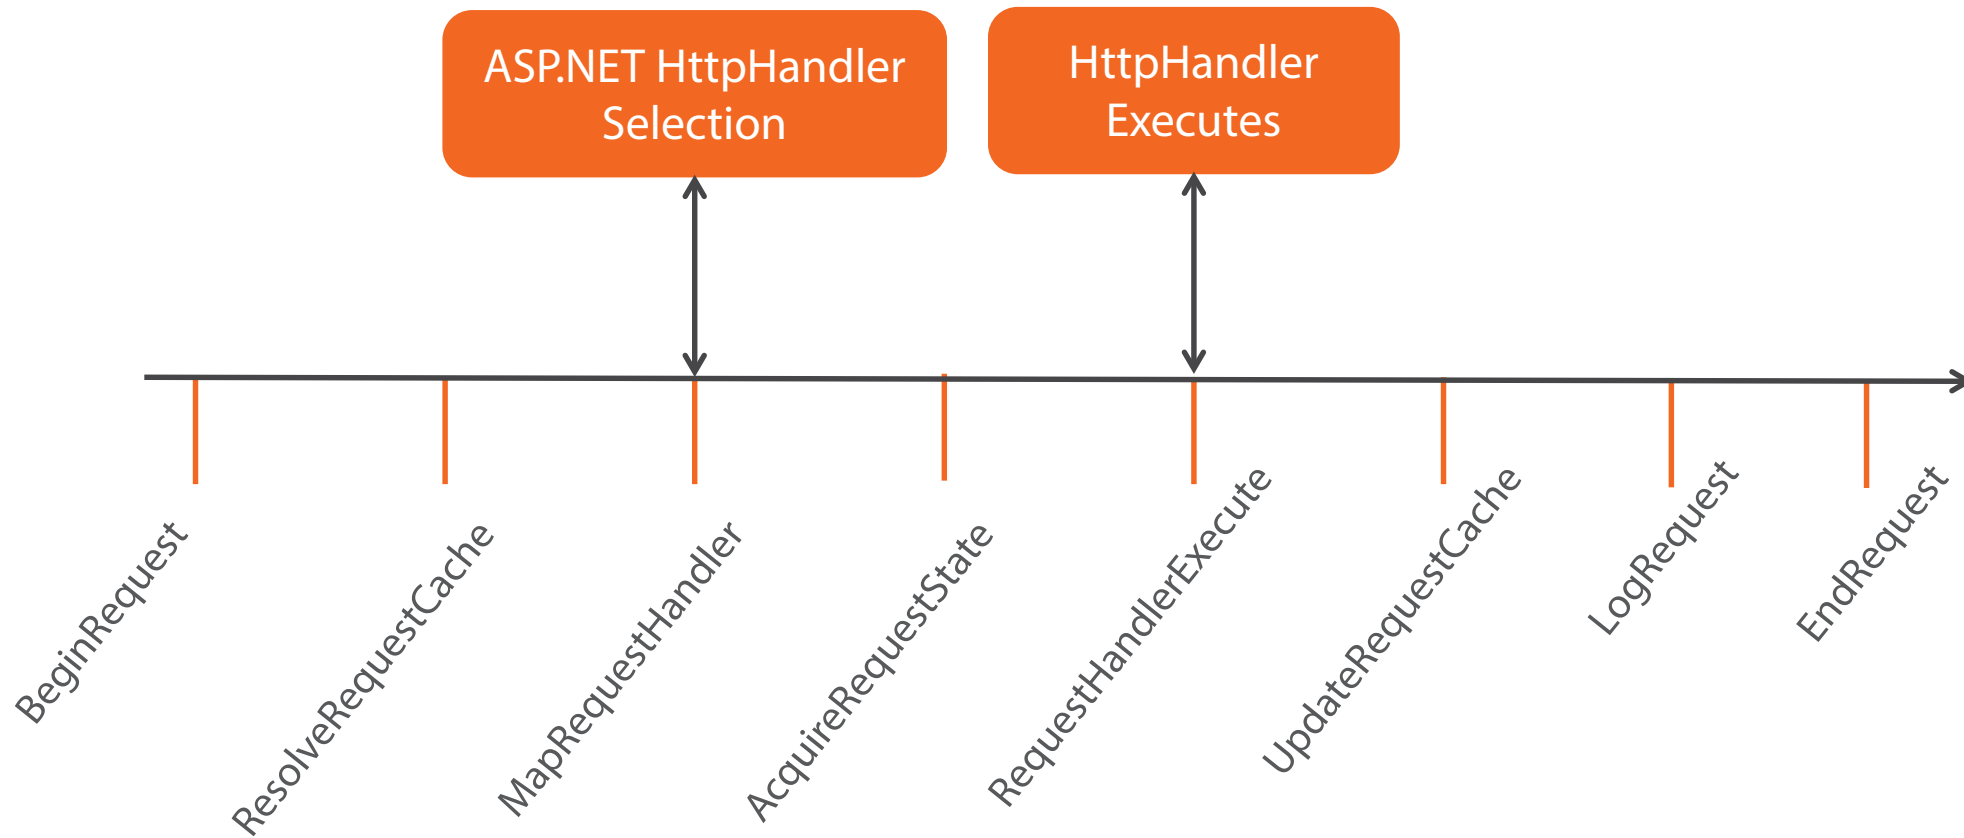 ASP.NET HttpHandler
Selection
HttpHandler
Executes
BeginRequest
ResolveRequestCache
MapRequestHandler
AcquireRequestState
RequestHandlerExecute
UpdateRequestCache
LogRequest
EndRequest